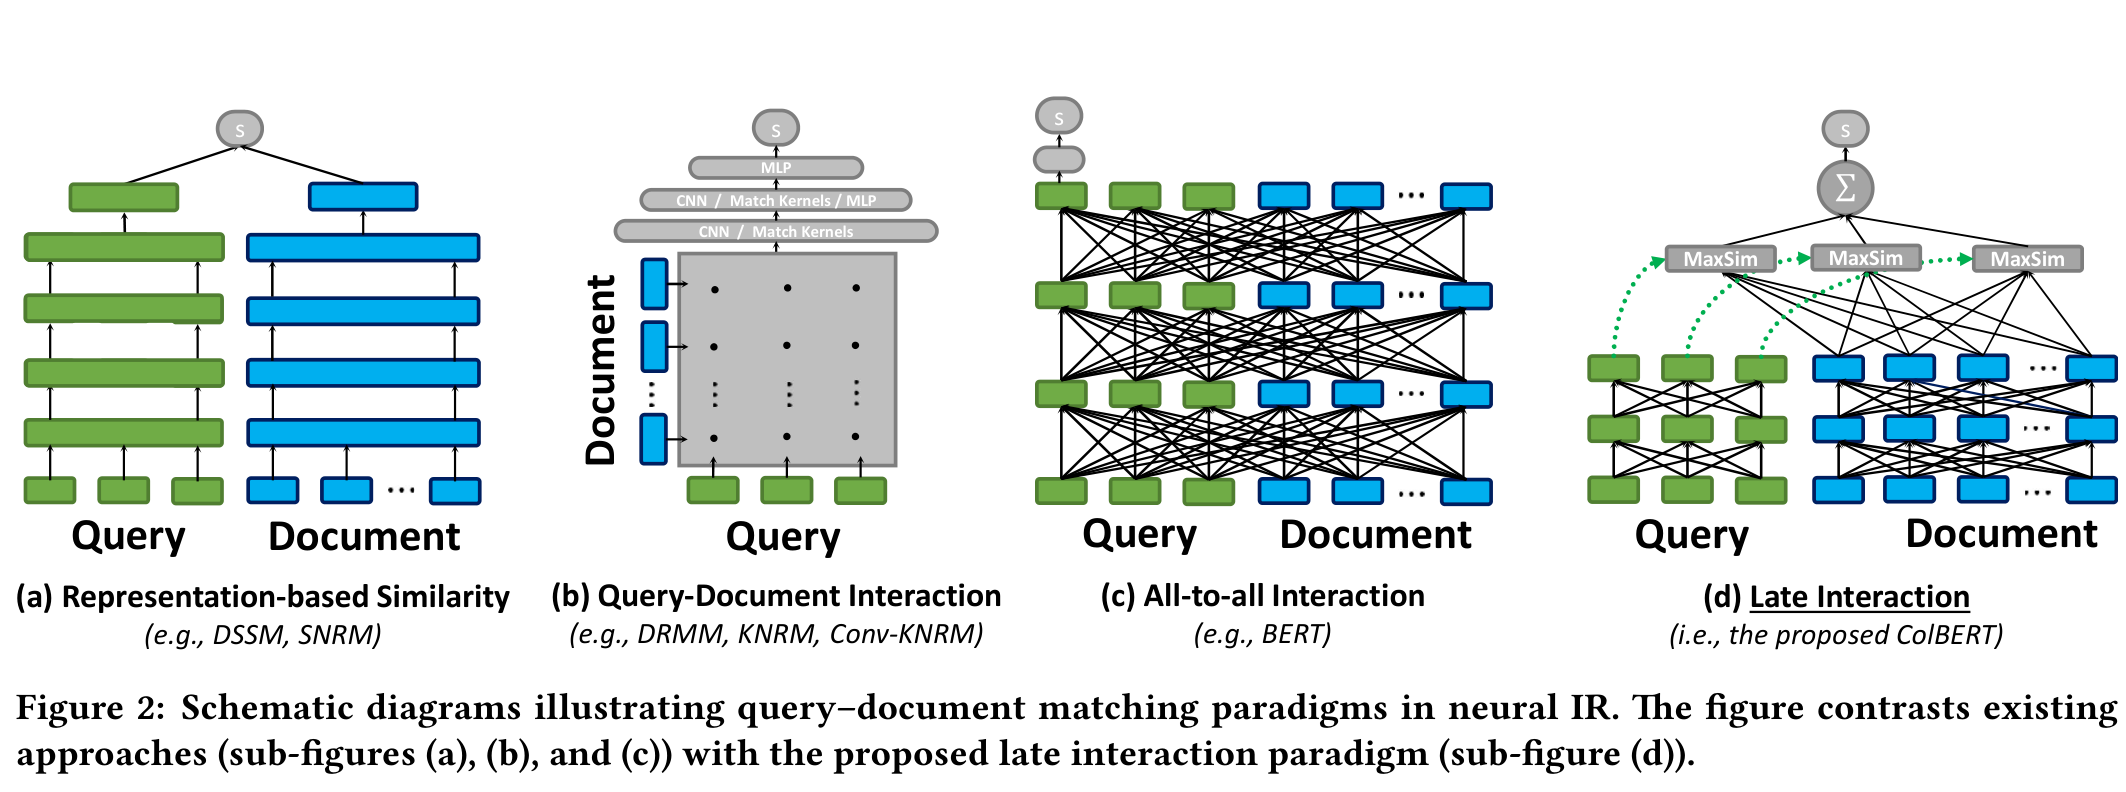 s
Query
Document
(a) Representation-based Similarity
(e.g., DSSM, SNRM)
s
MLP
CNN / Match Kernels / MLP
CNN / Match Kernels
Document
Query
(b) Query-Document Interaction
(e.g., DRMM, KNRM, Conv-KNRM)
s
Query
Document
(c) All-to-all Interaction
(e.g., BERT)
s
Σ
MaxSim
MaxSim
MaxSim
Query
Document
(d) Late Interaction
(i.e., the proposed ColBERT)
Figure 2: Schematic diagrams illustrating query–document matching paradigms in neural IR. The figure contrasts existing
approaches (sub-figures (a), (b), and (c)) with the proposed late interaction paradigm (sub-figure (d)).